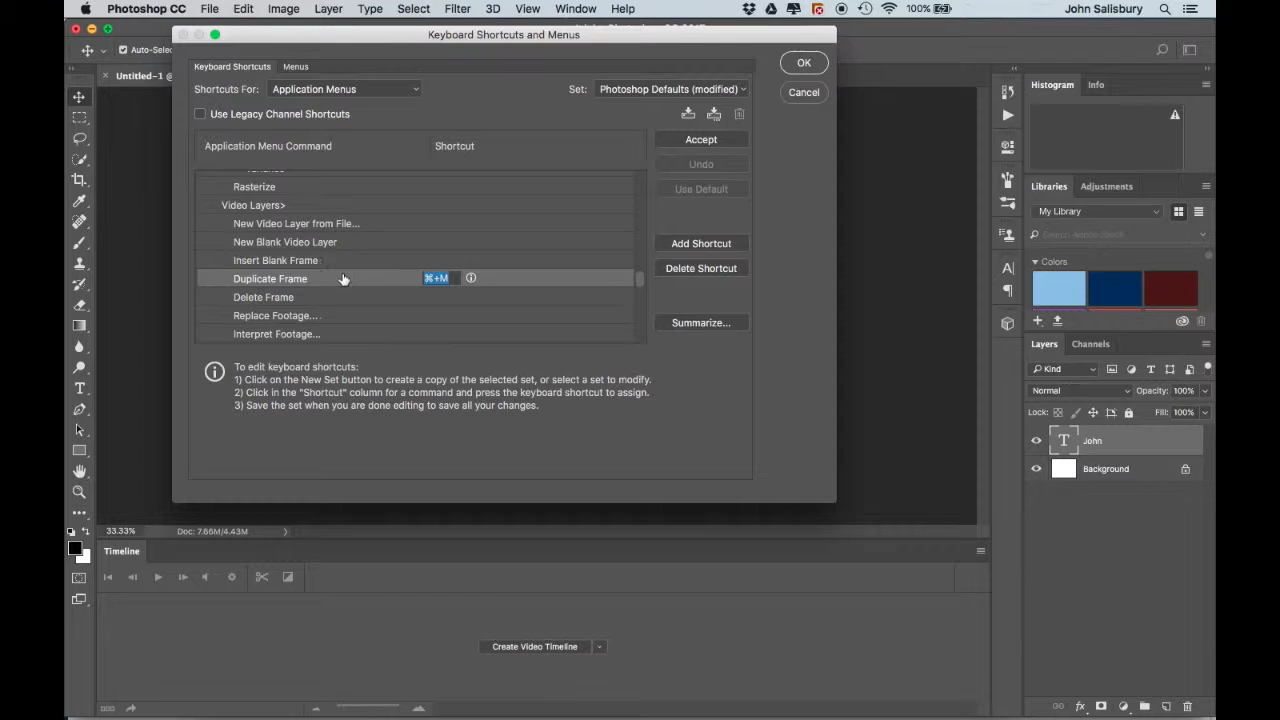 Photoshop CC File Edit Image Layer Type Select Filter 3D View Window Help 100% John Salisbury
Keyboard Shortcuts and Menus
Auto-Selec
Untitled-1 @
Keyboard Shortcuts Menus
Shortcuts For: Application Menus Set: Photoshop Defaults (modified)
Use Legacy Channel Shortcuts
Application Menu Command Shortcut
Rasterize
Video Layers>
New Video Layer from File...
New Blank Video Layer
Insert Blank Frame
Duplicate Frame ⌘+M
Delete Frame
Replace Footage...
Interpret Footage...
OK
Cancel
Accept
Undo
Use Default
Add Shortcut
Delete Shortcut
Summarize...
To edit keyboard shortcuts:
1) Click on the New Set button to create a copy of the selected set, or select a set to modify.
2) Click in the "Shortcut" column for a command and press the keyboard shortcut to assign.
3) Save the set when you are done editing to save all your changes.
33.33% Doc: 7.66M/4.43M
Timeline
Create Video Timeline
Histogram Info
Libraries Adjustments
My Library
Search Adobe Stock
Colors
Layers Channels
Kind
Normal Opacity: 100%
Lock: Fill: 100%
T John
Background